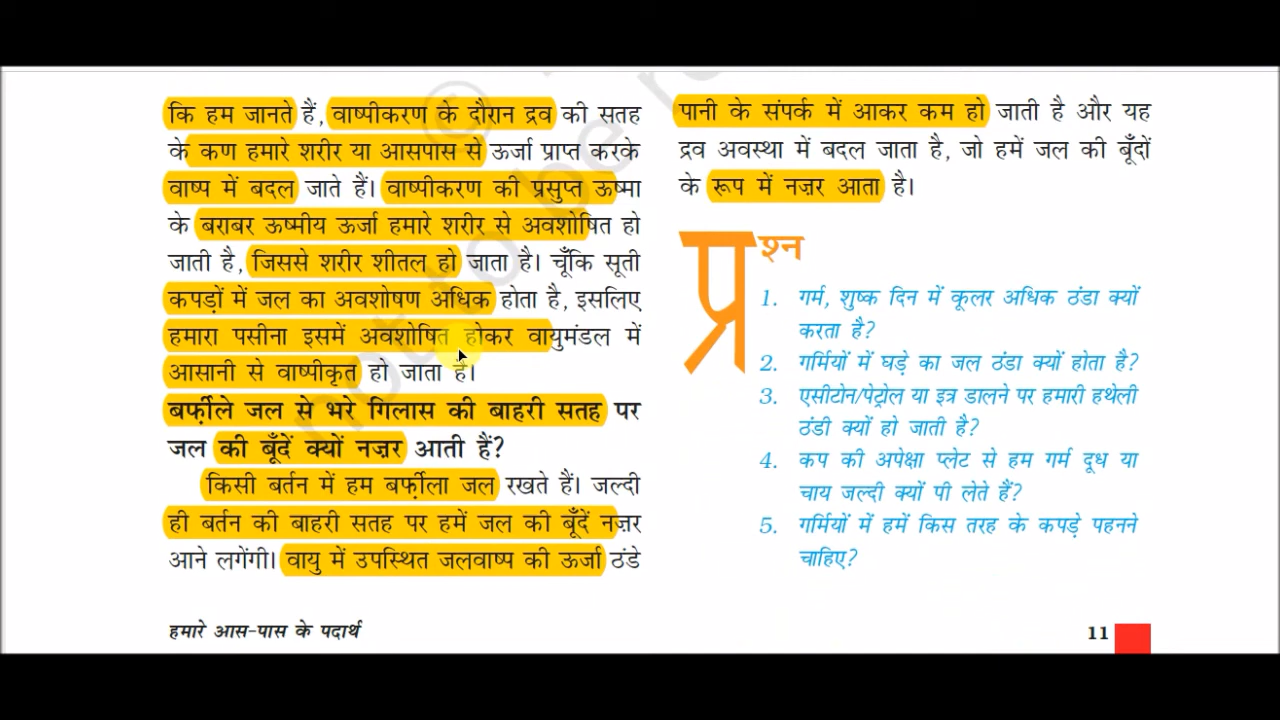 कि हम जानते हैं, वाष्पीकरण के दौरान द्रव की सतह
के कण हमारे शरीर या आसपास से ऊर्जा प्राप्त करके
वाष्प में बदल जाते हैं। वाष्पीकरण की प्रसुप्त ऊष्मा
के बराबर ऊष्मीय ऊर्जा हमारे शरीर से अवशोषित हो
जाती है, जिससे शरीर शीतल हो जाता है। चूँकि सूती
कपड़ों में जल का अवशोषण अधिक होता है, इसलिए
हमारा पसीना इसमें अवशोषित होकर वायुमंडल में
आसानी से वाष्पीकृत हो जाता है।
बर्फ़ीले जल से भरे गिलास की बाहरी सतह पर
जल की बूँदें क्यों नज़र आती हैं?
किसी बर्तन में हम बर्फ़ीला जल रखते हैं। जल्दी
ही बर्तन की बाहरी सतह पर हमें जल की बूँदें नज़र
आने लगेंगी। वायु में उपस्थित जलवाष्प की ऊर्जा ठंडे
पानी के संपर्क में आकर कम हो जाती है और यह
द्रव अवस्था में बदल जाता है, जो हमें जल की बूँदों
के रूप में नज़र आता है।
प्रश्न
1. गर्म, शुष्क दिन में कूलर अधिक ठंडा क्यों
करता है?
2. गर्मियों में घड़े का जल ठंडा क्यों होता है?
3. एसीटोन/पेट्रोल या इत्र डालने पर हमारी हथेली
ठंडी क्यों हो जाती है?
4. कप की अपेक्षा प्लेट से हम गर्म दूध या
चाय जल्दी क्यों पी लेते हैं?
5. गर्मियों में हमें किस तरह के कपड़े पहनने
चाहिए?
हमारे आस-पास के पदार्थ
11
© not to be re